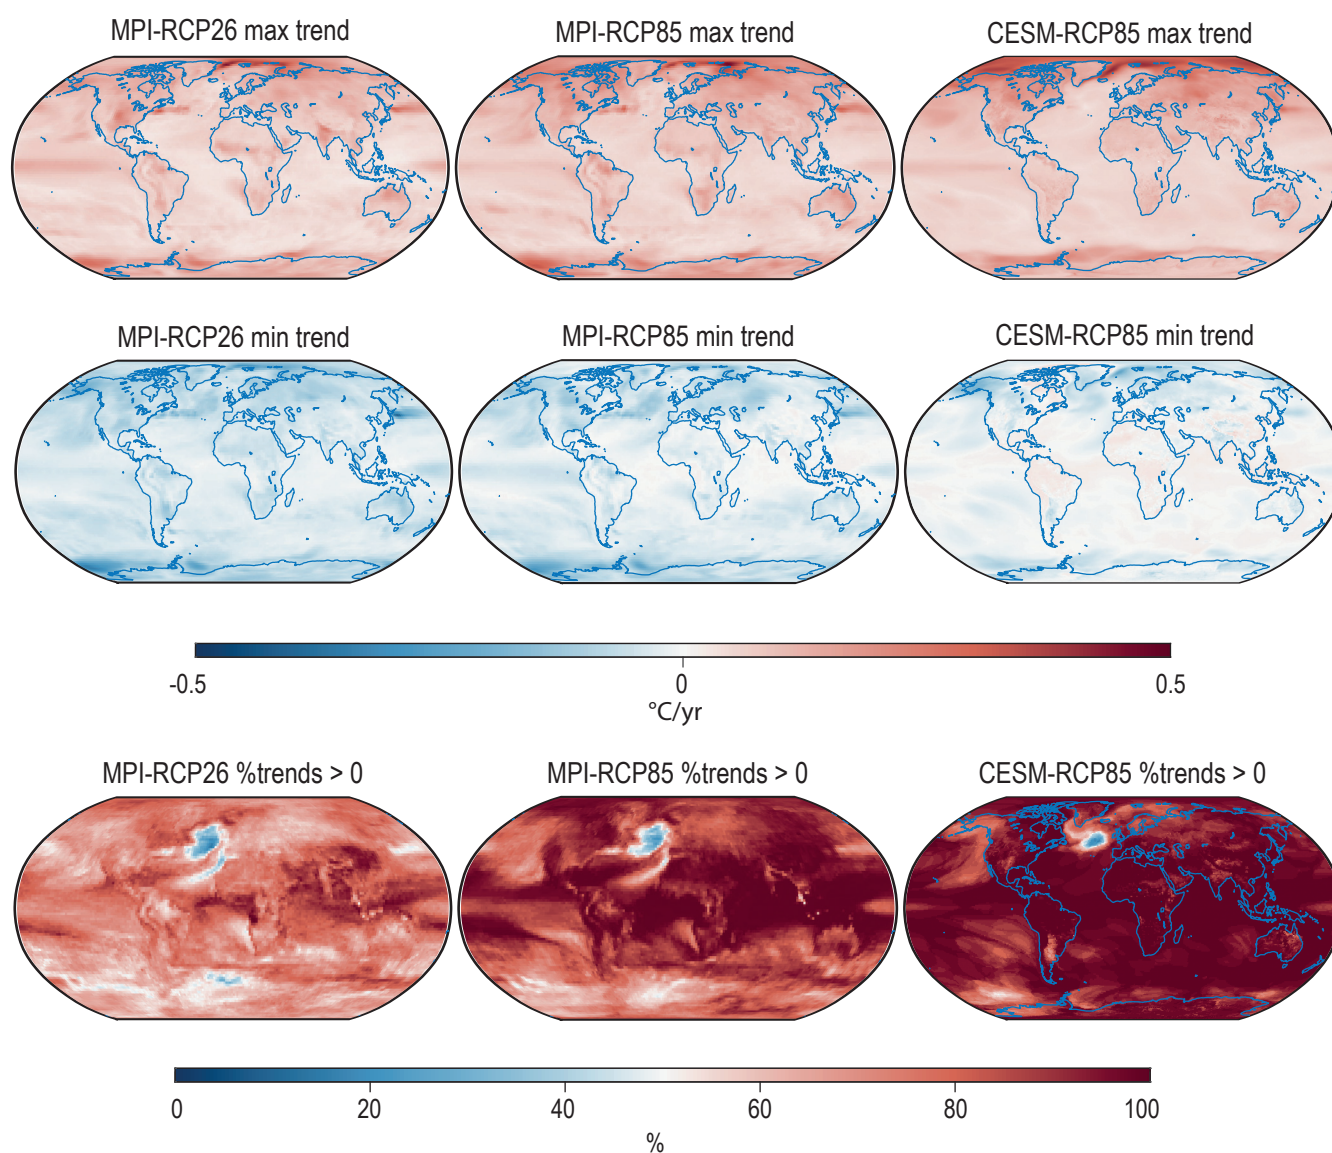 MPI-RCP26 max trend
MPI-RCP85 max trend
CESM-RCP85 max trend
MPI-RCP26 min trend
MPI-RCP85 min trend
CESM-RCP85 min trend
-0.5 0 0.5
°C/yr
MPI-RCP26 %trends > 0
MPI-RCP85 %trends > 0
CESM-RCP85 %trends > 0
0 20 40 60 80 100
%